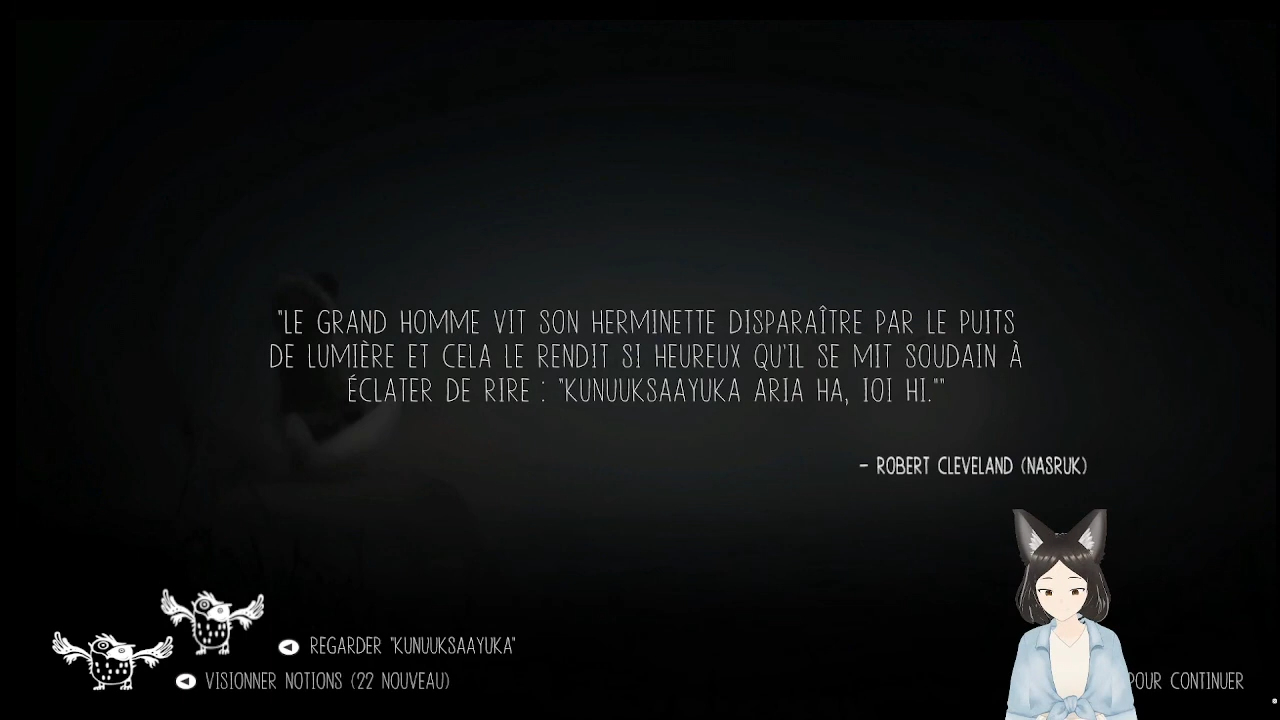 "LE GRAND HOMME VIT SON HERMINETTE DISPARAÎTRE PAR LE PUITS
DE LUMIÈRE ET CELA LE RENDIT SI HEUREUX QU'IL SE MIT SOUDAIN À
ÉCLATER DE RIRE : "KUNUUKSAAYUKA ARIA HA, IOI HI.""
- ROBERT CLEVELAND (NASRUK)
REGARDER "KUNUUKSAAYUKA"
VISIONNER NOTIONS (22 NOUVEAU)
POUR CONTINUER